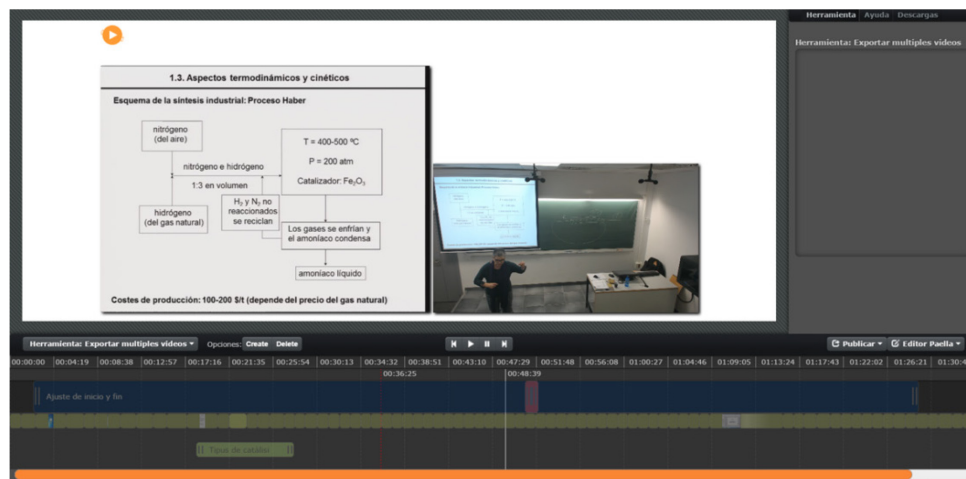 Herramienta Ayuda Descargas
Herramienta: Exportar multiples videos
1.3. Aspectos termodinámicos y cinéticos
Esquema de la síntesis industrial: Proceso Haber
nitrógeno
(del aire)
nitrógeno e hidrógeno
1:3 en volumen
hidrógeno
(del gas natural)
H₂ y N₂ no
reaccionados
se reciclan
T = 400-500 ºC
P = 200 atm
Catalizador: Fe₂O₃
Los gases se enfrían y
el amoníaco condensa
amoníaco líquido
Costes de producción: 100-200 $/t (depende del precio del gas natural)
Herramienta: Exportar multiples videos Opciones: Create Delete
Publicar Editor Paella
00:00:00 00:04:19 00:08:38 00:12:57 00:17:16 00:21:35 00:25:54 00:30:13 00:34:32 00:38:51 00:43:10 00:47:29 00:51:48 00:56:08 01:00:27 01:04:46 01:09:05 01:13:24 01:17:43 01:22:02 01:26:21
00:36:25 00:48:39
Ajuste de inicio y fin